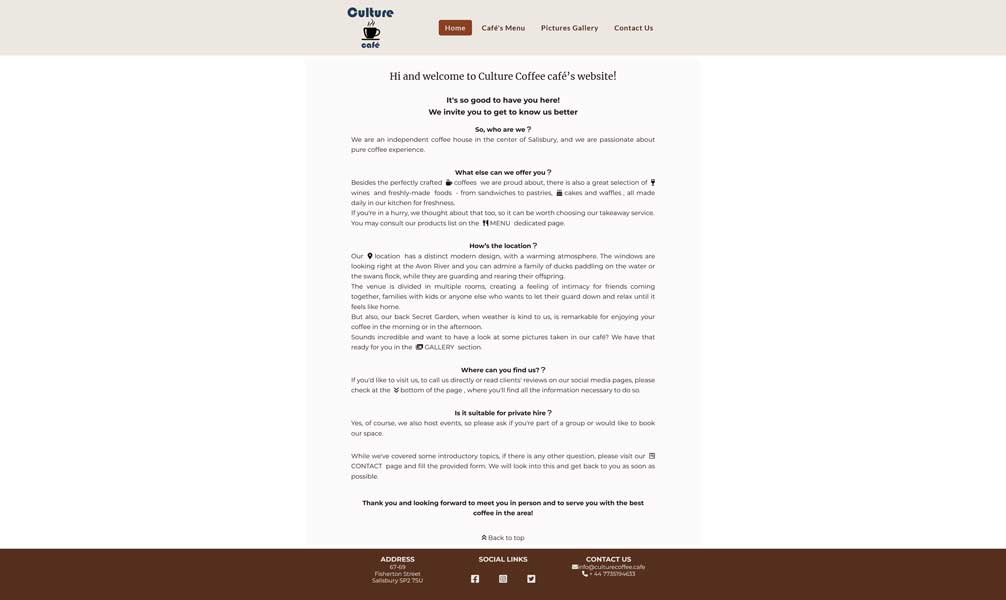 Culture
café
Home
Café's Menu
Pictures Gallery
Contact Us
Hi and welcome to Culture Coffee café's website!
It's so good to have you here!
We invite you to get to know us better
So, who are we?
We are an independent coffee house in the center of Salisbury, and we are passionate about
pure coffee experience.
What else can we offer you?
Besides the perfectly crafted coffees we are proud about, there is also a great selection of
wines and freshly-made foods - from sandwiches to pastries, cakes and waffles , all made
daily in our kitchen for freshness.
If you're in a hurry, we thought about that too, so it can be worth choosing our takeaway service.
You may consult our products list on the MENU dedicated page.
How's the location?
Our location has a distinct modern design, with a warming atmosphere. The windows are
looking right at the Avon River and you can admire a family of ducks paddling on the water or
the swans flock, while they are guarding and rearing their offspring.
The venue is divided in multiple rooms, creating a feeling of intimacy for friends coming
together, families with kids or anyone else who wants to let their guard down and relax until it
feels like home.
But also, our back Secret Garden, when weather is kind to us, is remarkable for enjoying your
coffee in the morning or in the afternoon.
Sounds incredible and want to have a look at some pictures taken in our café? We have that
ready for you in the GALLERY section.
Where can you find us??
If you'd like to visit us, to call us directly or read clients' reviews on our social media pages, please
check at the bottom of the page , where you'll find all the information necessary to do so.
Is it suitable for private hire?
Yes, of course, we also host events, so please ask if you're part of a group or would like to book
our space.
While we've covered some introductory topics, if there is any other question, please visit our
CONTACT page and fill the provided form. We will look into this and get back to you as soon as
possible.
Thank you and looking forward to meet you in person and to serve you with the best
coffee in the area!
Back to top
ADDRESS
67-69
Fisherton Street
Salisbury SP2 7SU
SOCIAL LINKS
CONTACT US
info@culturecoffee.cafe
+ 44 7735194633